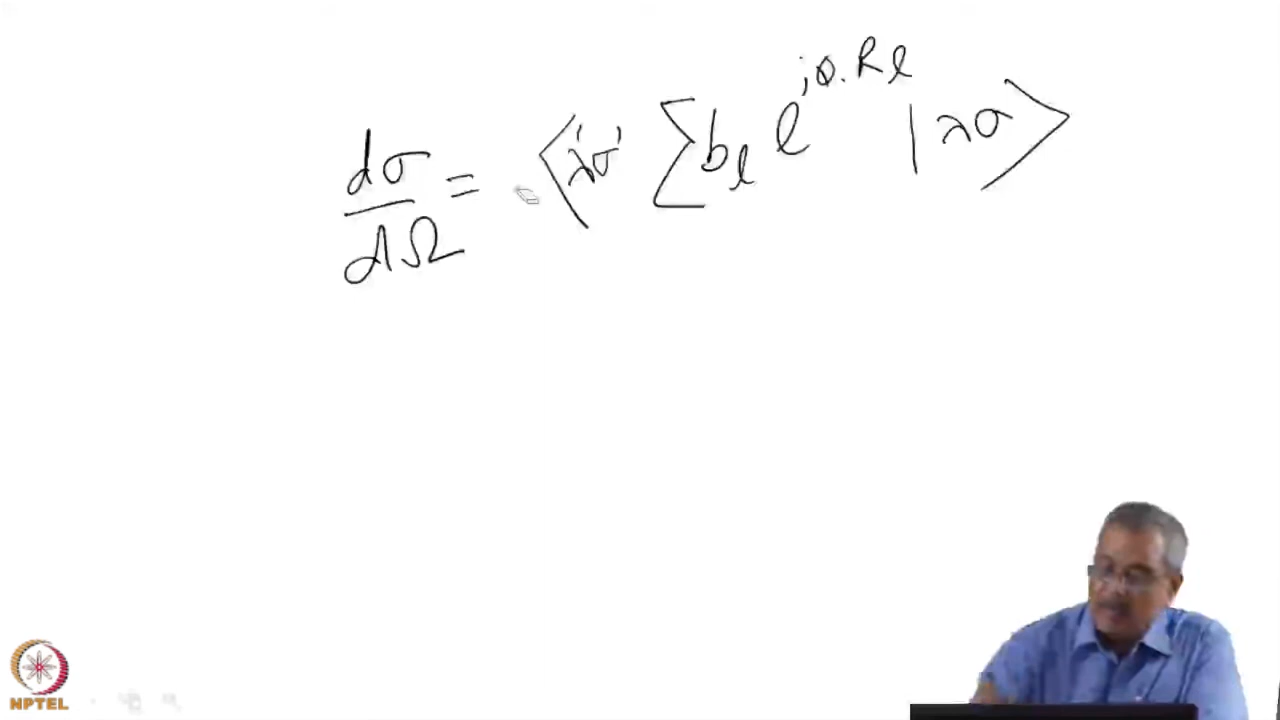 dσ/dΩ = ⟨λ'σ' Σ b_l e^{iQ.R_l} | λσ⟩
NPTEL